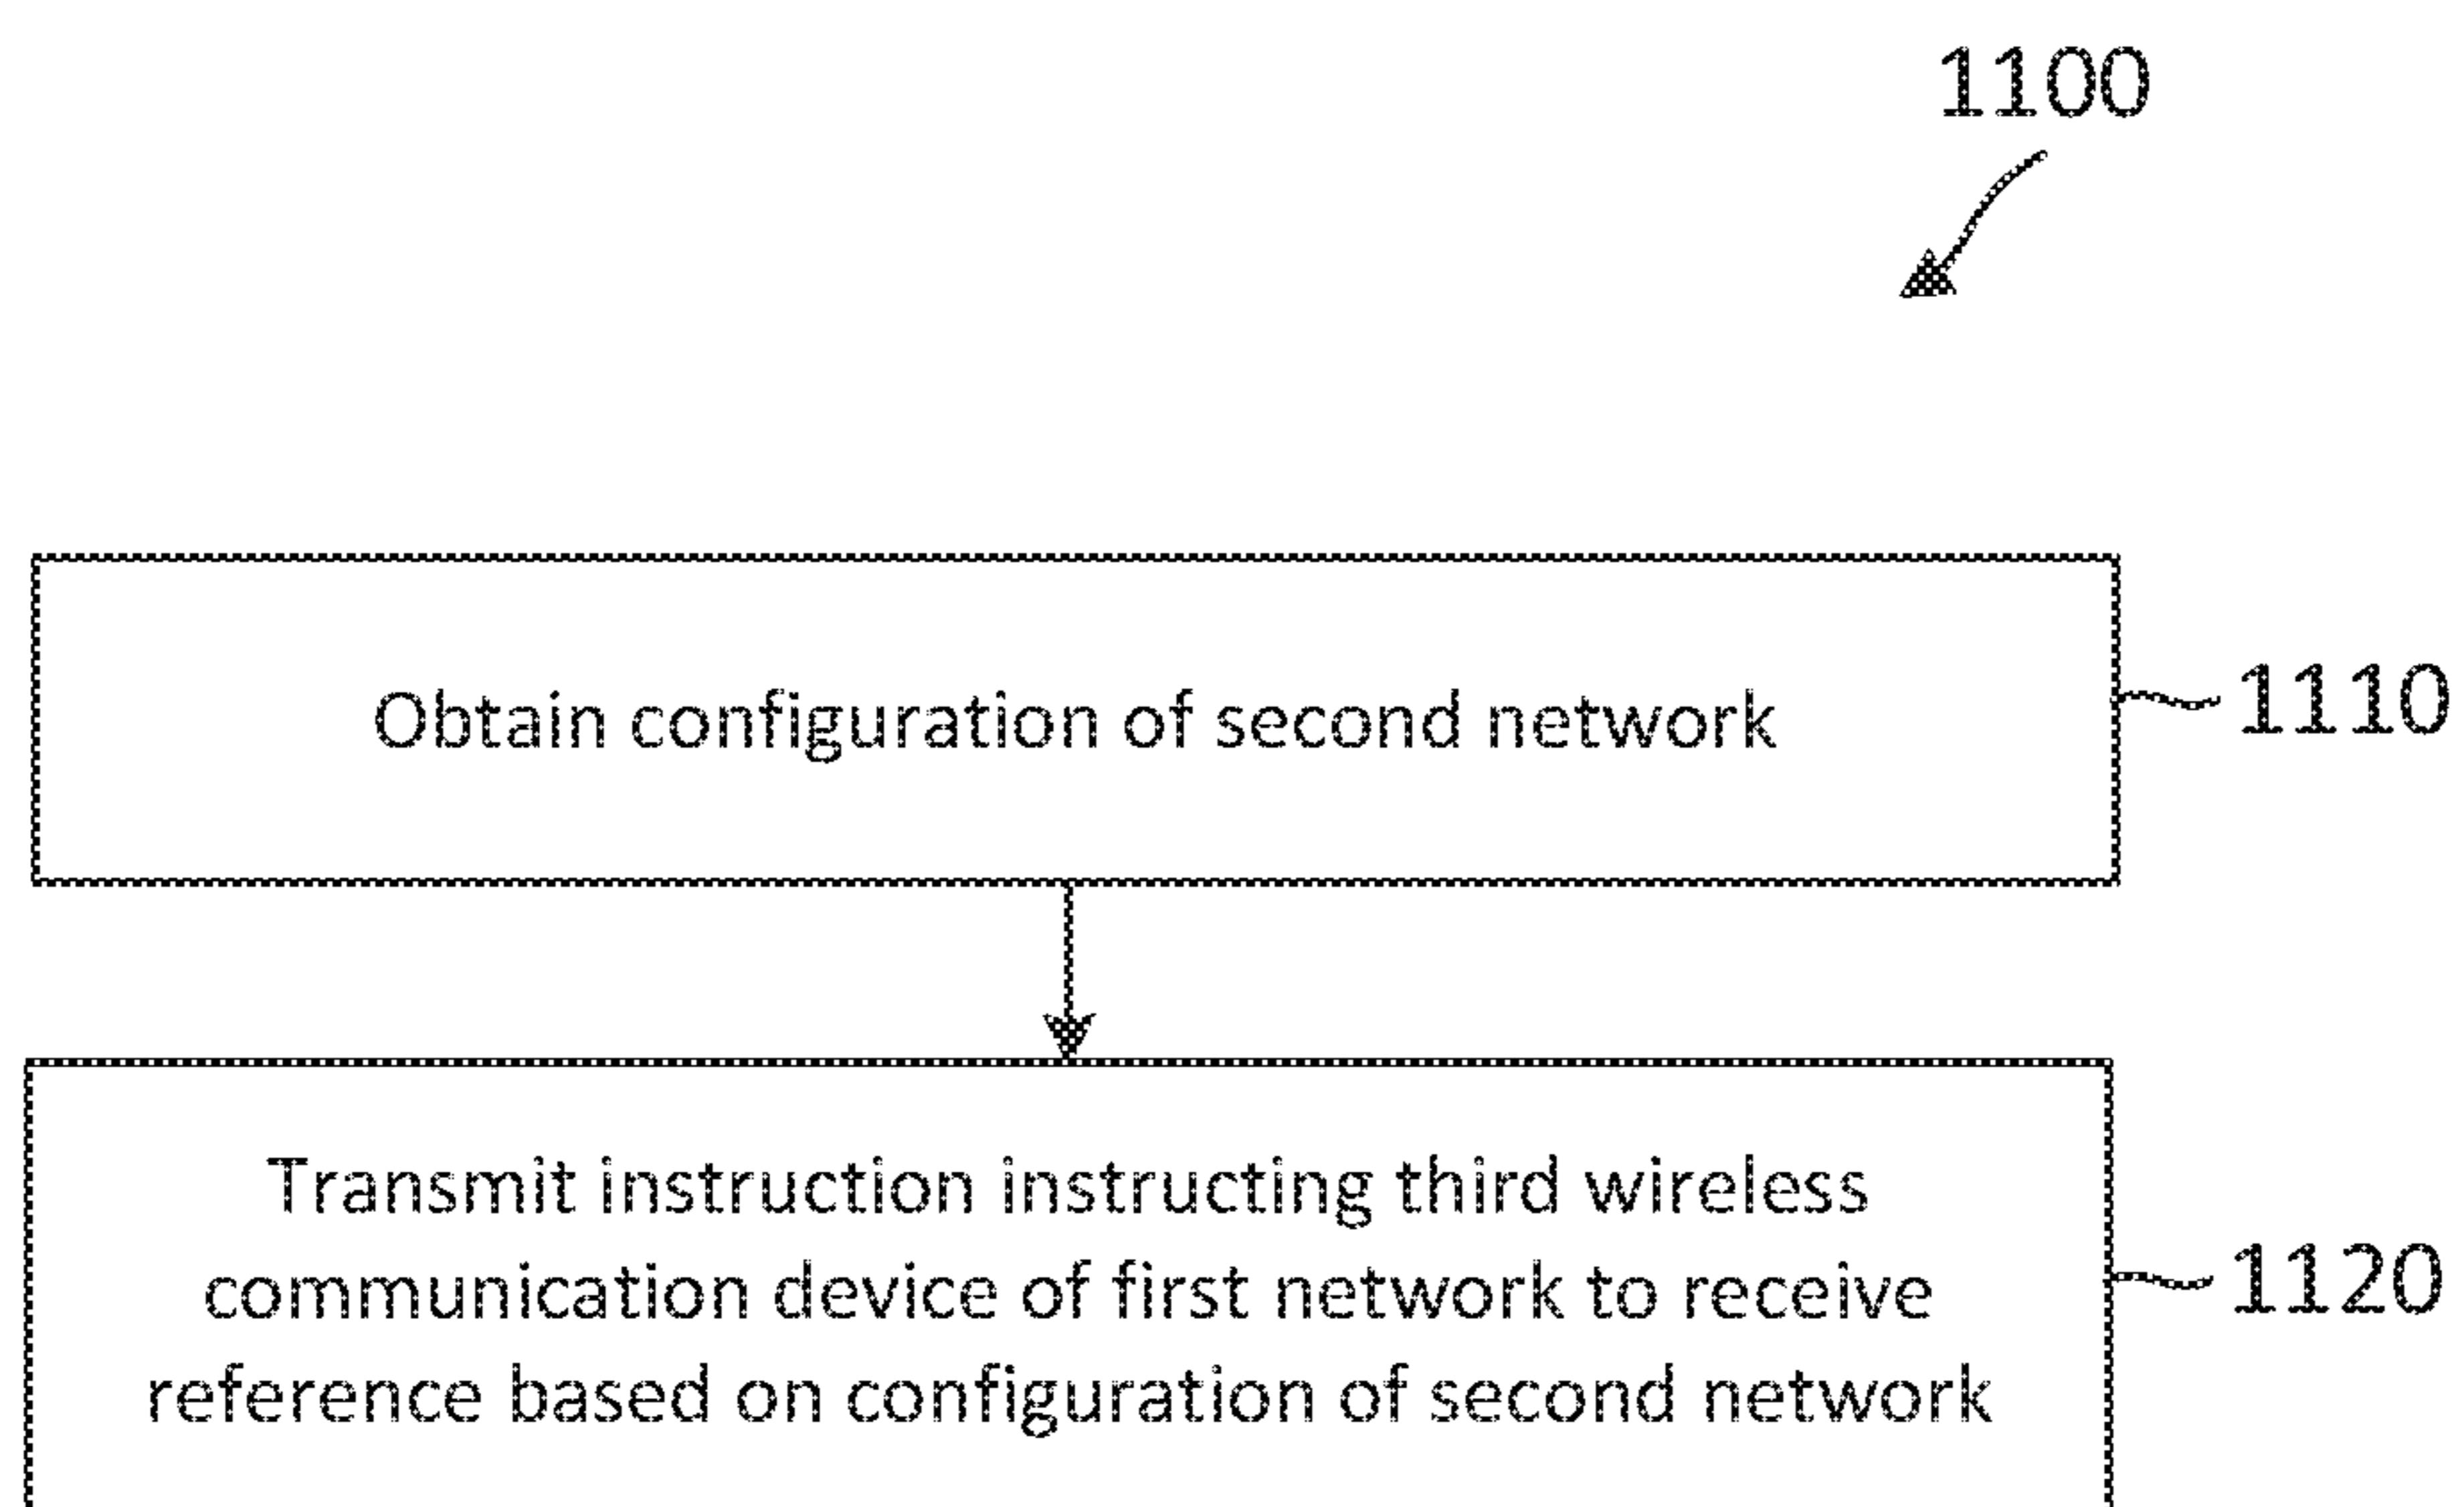 1100
Obtain configuration of second network
1110
Transmit instruction instructing third wireless
communication device of first network to receive
reference based on configuration of second network
1120